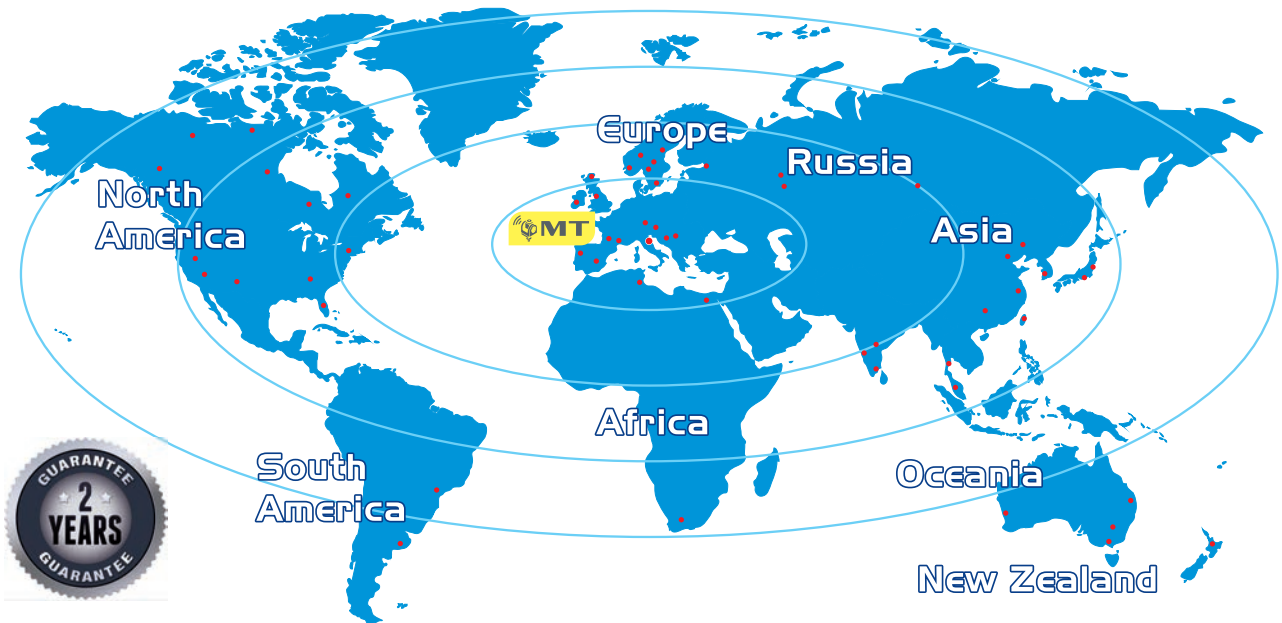 Europe
Russia
North
America
MT
Asia
Africa
South
America
Oceania
New Zealand
GUARANTEE
2
YEARS
GUARANTEE